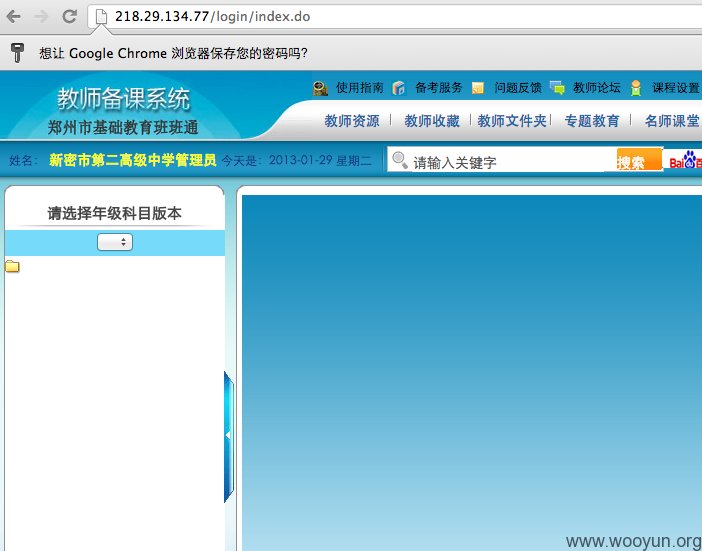 218.29.134.77/login/index.do
想让 Google Chrome 浏览器保存您的密码吗?
使用指南 备考服务 问题反馈 教师论坛 课程设置
教师备课系统
郑州市基础教育班班通
教师资源 教师收藏 教师文件夹 专题教育 名师课堂
姓名： 新密市第二高级中学管理员 今天是：2013-01-29 星期二 请输入关键字 搜索 Bai 百
请选择年级科目版本
www.wooyun.org